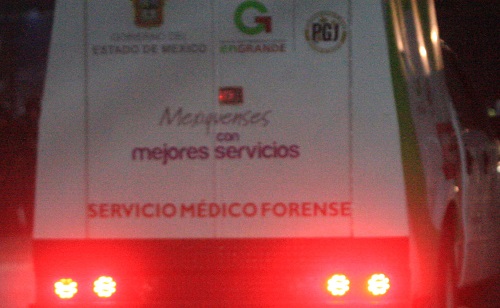 GOBIERNO DEL
ESTADO DE MÉXICO
G
enGRANDE
PGJ
Mexiquenses
con
mejores servicios
SERVICIO MÉDICO FORENSE